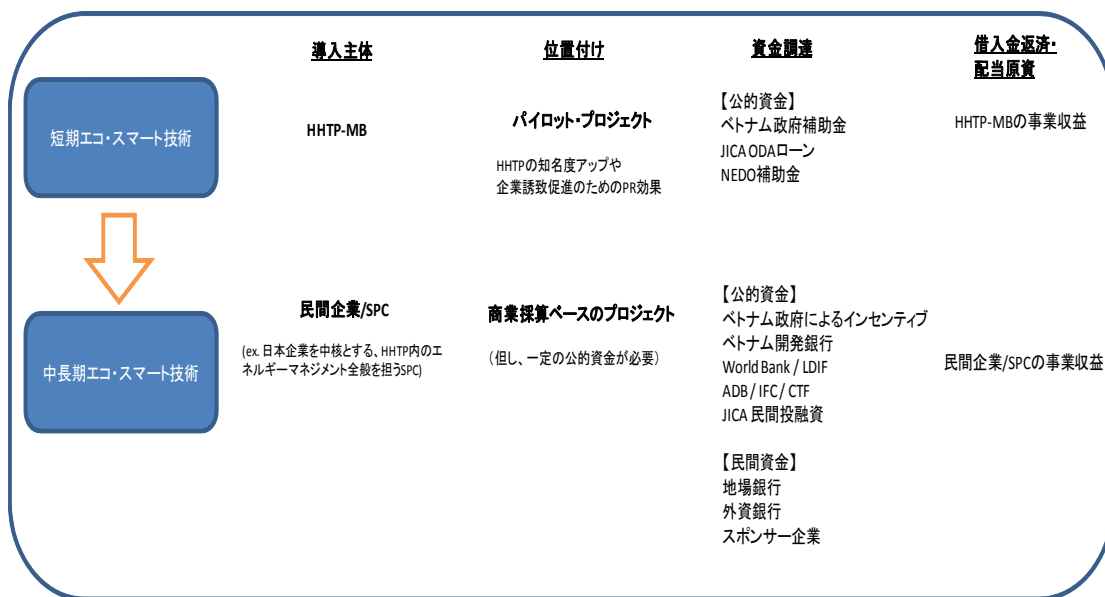 導入主体
位置付け
資金調達
借入金返済・
配当原資
短期エコ・スマート技術
HHTP-MB
パイロット・プロジェクト
HHTPの知名度アップや
企業誘致促進のためのPR効果
【公的資金】
ベトナム政府補助金
JICA ODAローン
NEDO補助金
HHTP-MBの事業収益
中長期エコ・スマート技術
民間企業/SPC
(ex. 日本企業を中核とする、HHTP内のエ
ネルギーマネジメント全般を担うSPC)
商業採算ベースのプロジェクト
（但し、一定の公的資金が必要）
【公的資金】
ベトナム政府によるインセンティブ
ベトナム開発銀行
World Bank / LDIF
ADB / IFC / CTF
JICA 民間投融資
【民間資金】
地場銀行
外資銀行
スポンサー企業
民間企業/SPCの事業収益